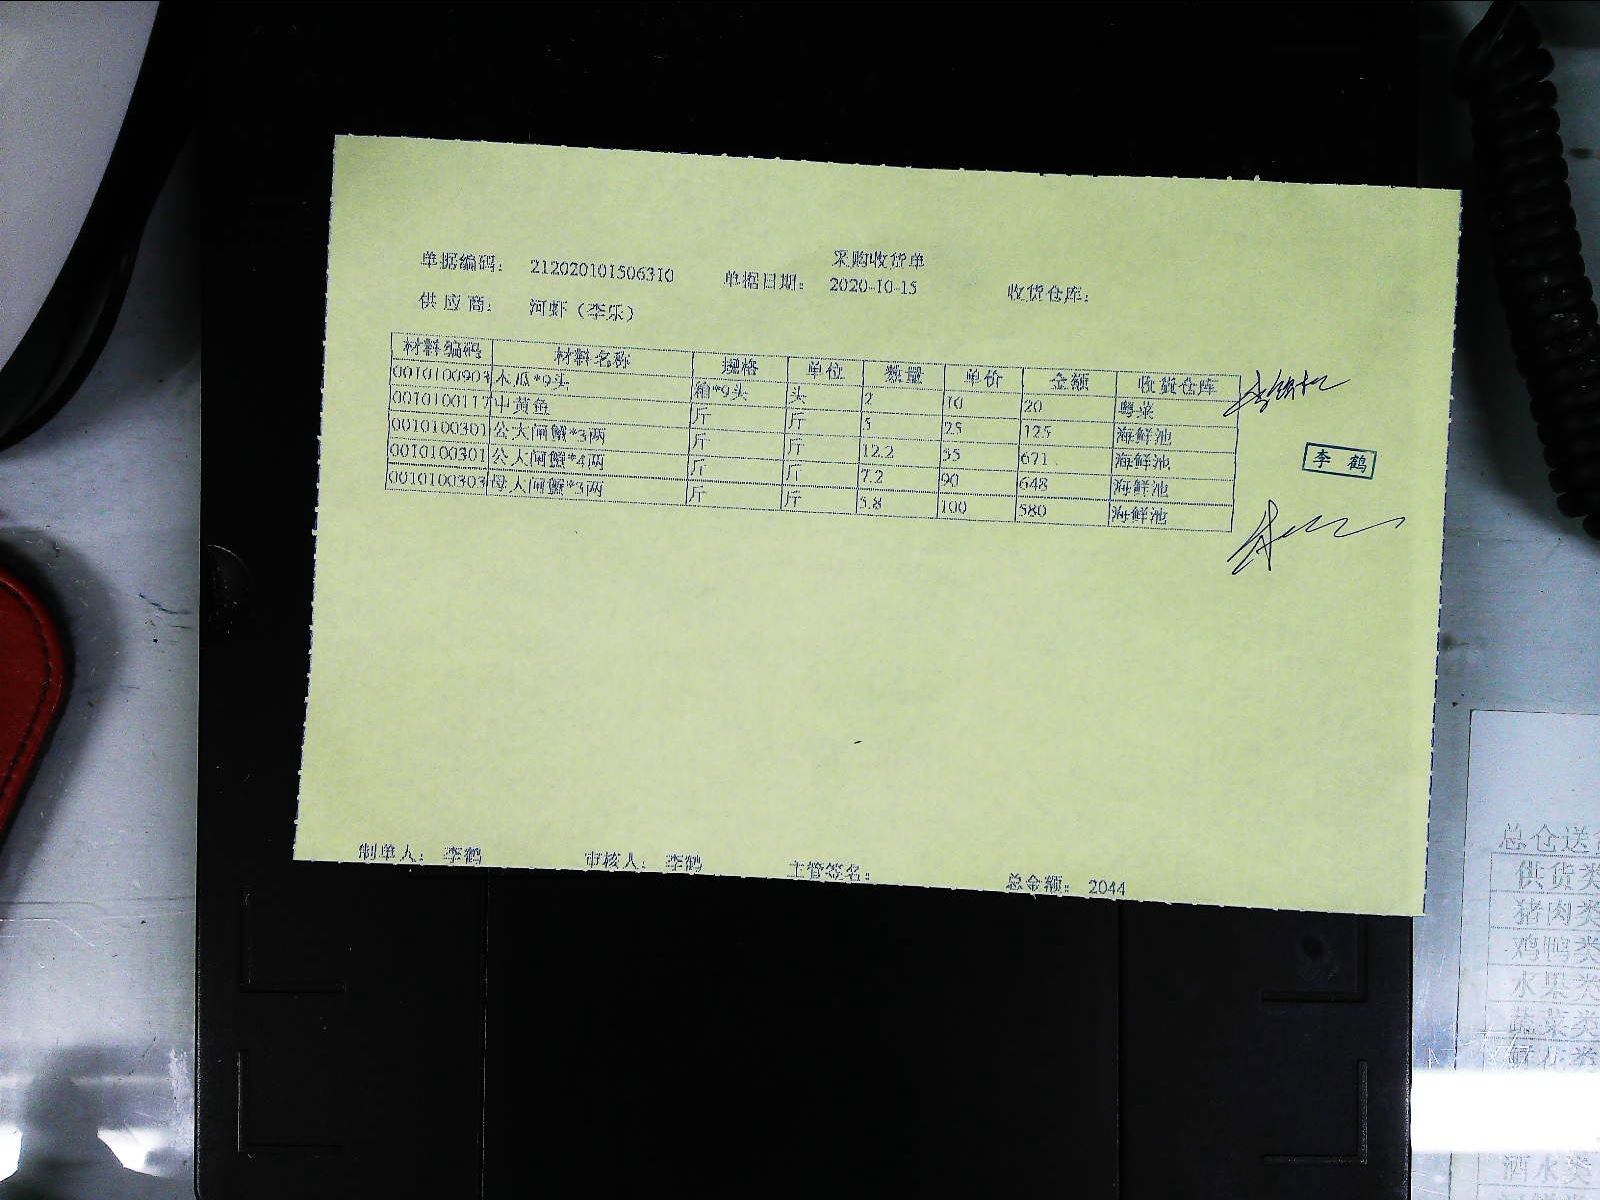 采购收货单
单据编码： 212020101506310 单据日期： 2020-10-15 收货仓库：
供 应 商： 河虾（李乐）
材料编码 材料名称 规格 单位 数量 单价 金额 收货仓库
0010100903 木瓜*9头 箱*9头 头 2 10 20 粤菜
0010100117 中黄鱼 斤 斤 5 25 125 海鲜池
0010100301 公大闸蟹*3两 斤 斤 12.2 55 671 海鲜池
0010100301 公大闸蟹*4两 斤 斤 7.2 90 648 海鲜池
0010100303 母大闸蟹*3两 斤 斤 5.8 100 580 海鲜池
李 鹤
制单人： 李鹤 审核人： 李鹤 主管签名： 总金额： 2044
总仓送
供货类
猪肉类
鸡鸭类
水果类
蔬菜类
鲜花类
酒水类